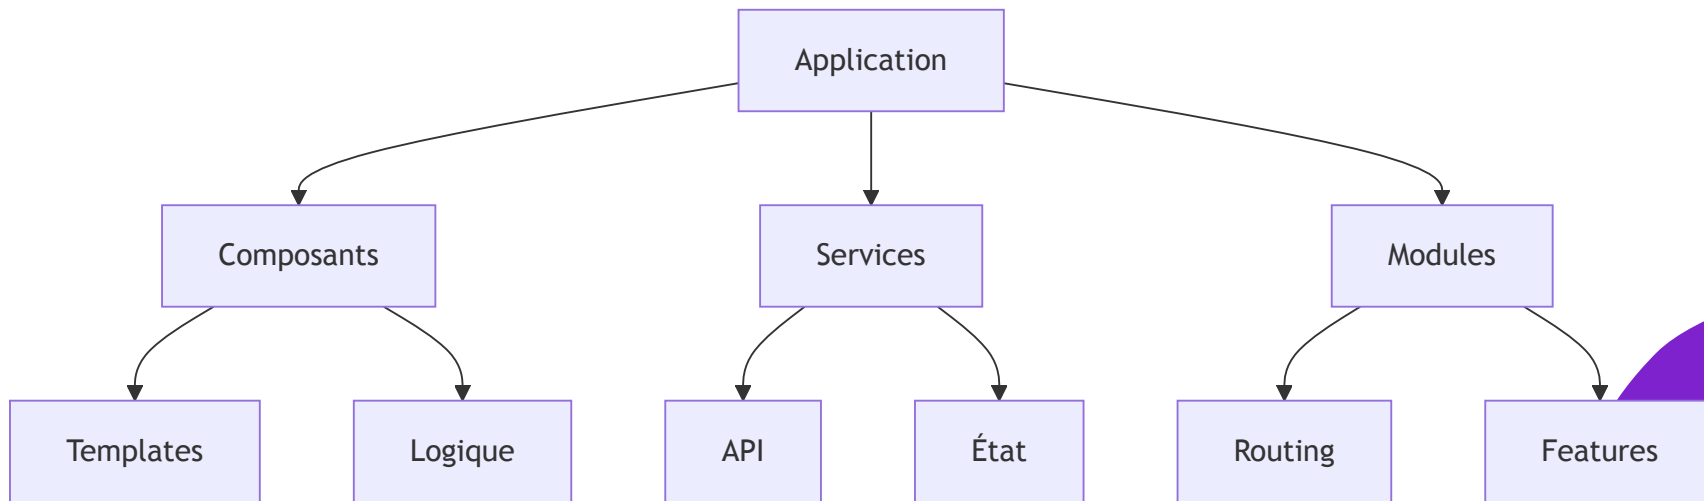 Application
Composants
Services
Modules
Templates
Logique
API
État
Routing
Features